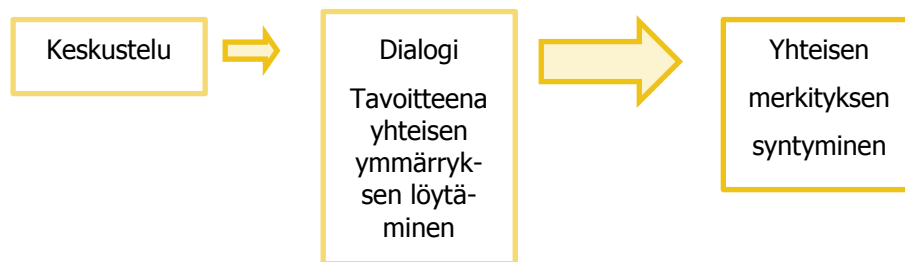 Keskustelu
Dialogi
Tavoitteena
yhteisen
ymmärryk-
sen löytä-
minen
Yhteisen
merkityksen
syntyminen